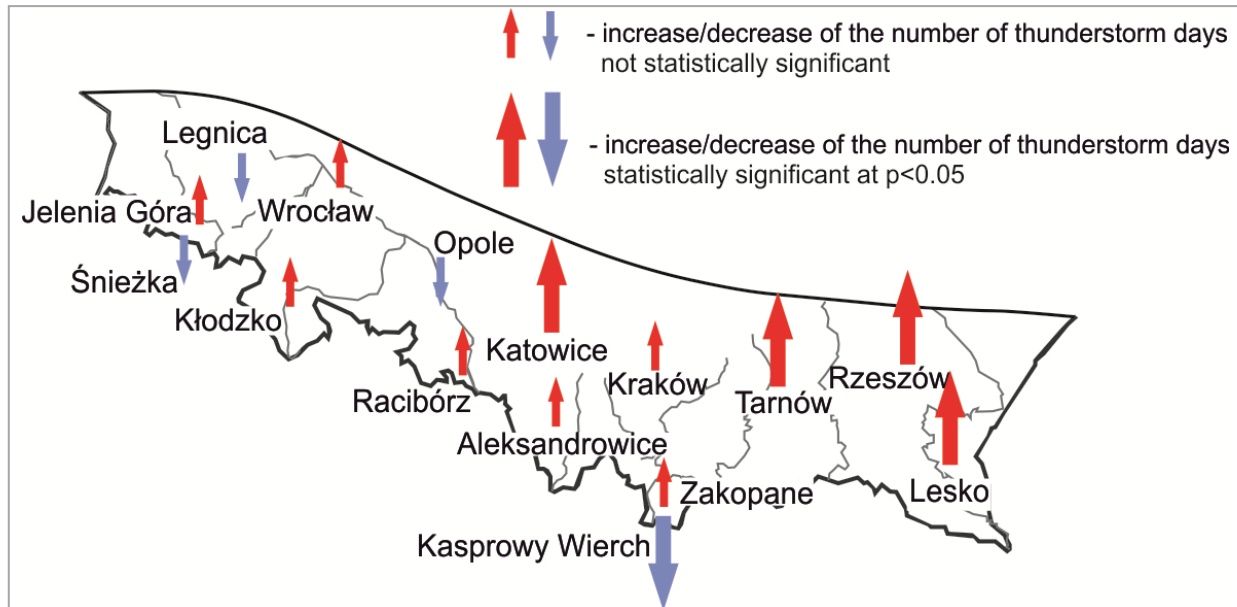 - increase/decrease of the number of thunderstorm days
not statistically significant
- increase/decrease of the number of thunderstorm days
statistically significant at p<0.05
Legnica
Jelenia Góra
Wrocław
Śnieżka
Opole
Kłodzko
Katowice
Racibórz
Kraków
Tarnów
Rzeszów
Aleksandrowice
Zakopane
Lesko
Kasprowy Wierch